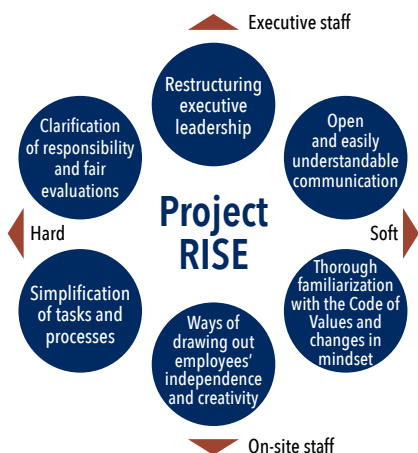 Executive staff
Restructuring
executive
leadership
Clarification
of responsibility
and fair
evaluations
Open
and easily
understandable
communication
Project
RISE
Hard
Soft
Simplification
of tasks and
processes
Thorough
familiarization
with the Code of
Values and
changes in
mindset
Ways of
drawing out
employees’
independence
and creativity
On-site staff